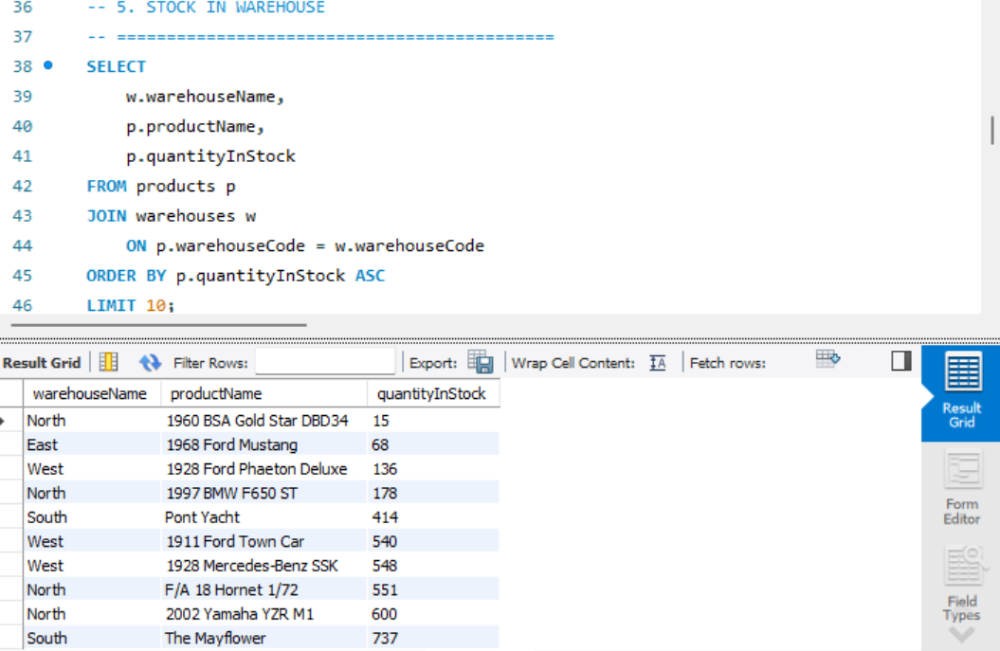 36 -- 5. STOCK IN WAREHOUSE
37 -- ============================================
38 SELECT
39 w.warehouseName,
40 p.productName,
41 p.quantityInStock
42 FROM products p
43 JOIN warehouses w
44 ON p.warehouseCode = w.warehouseCode
45 ORDER BY p.quantityInStock ASC
46 LIMIT 10;
Result Grid Filter Rows: Export: Wrap Cell Content: IA Fetch rows:
warehouseName productName quantityInStock
North 1960 BSA Gold Star DBD34 15
East 1968 Ford Mustang 68
West 1928 Ford Phaeton Deluxe 136
North 1997 BMW F650 ST 178
South Pont Yacht 414
West 1911 Ford Town Car 540
West 1928 Mercedes-Benz SSK 548
North F/A 18 Hornet 1/72 551
North 2002 Yamaha YZR M1 600
South The Mayflower 737
Result
Grid
Form
Editor
Field
Types